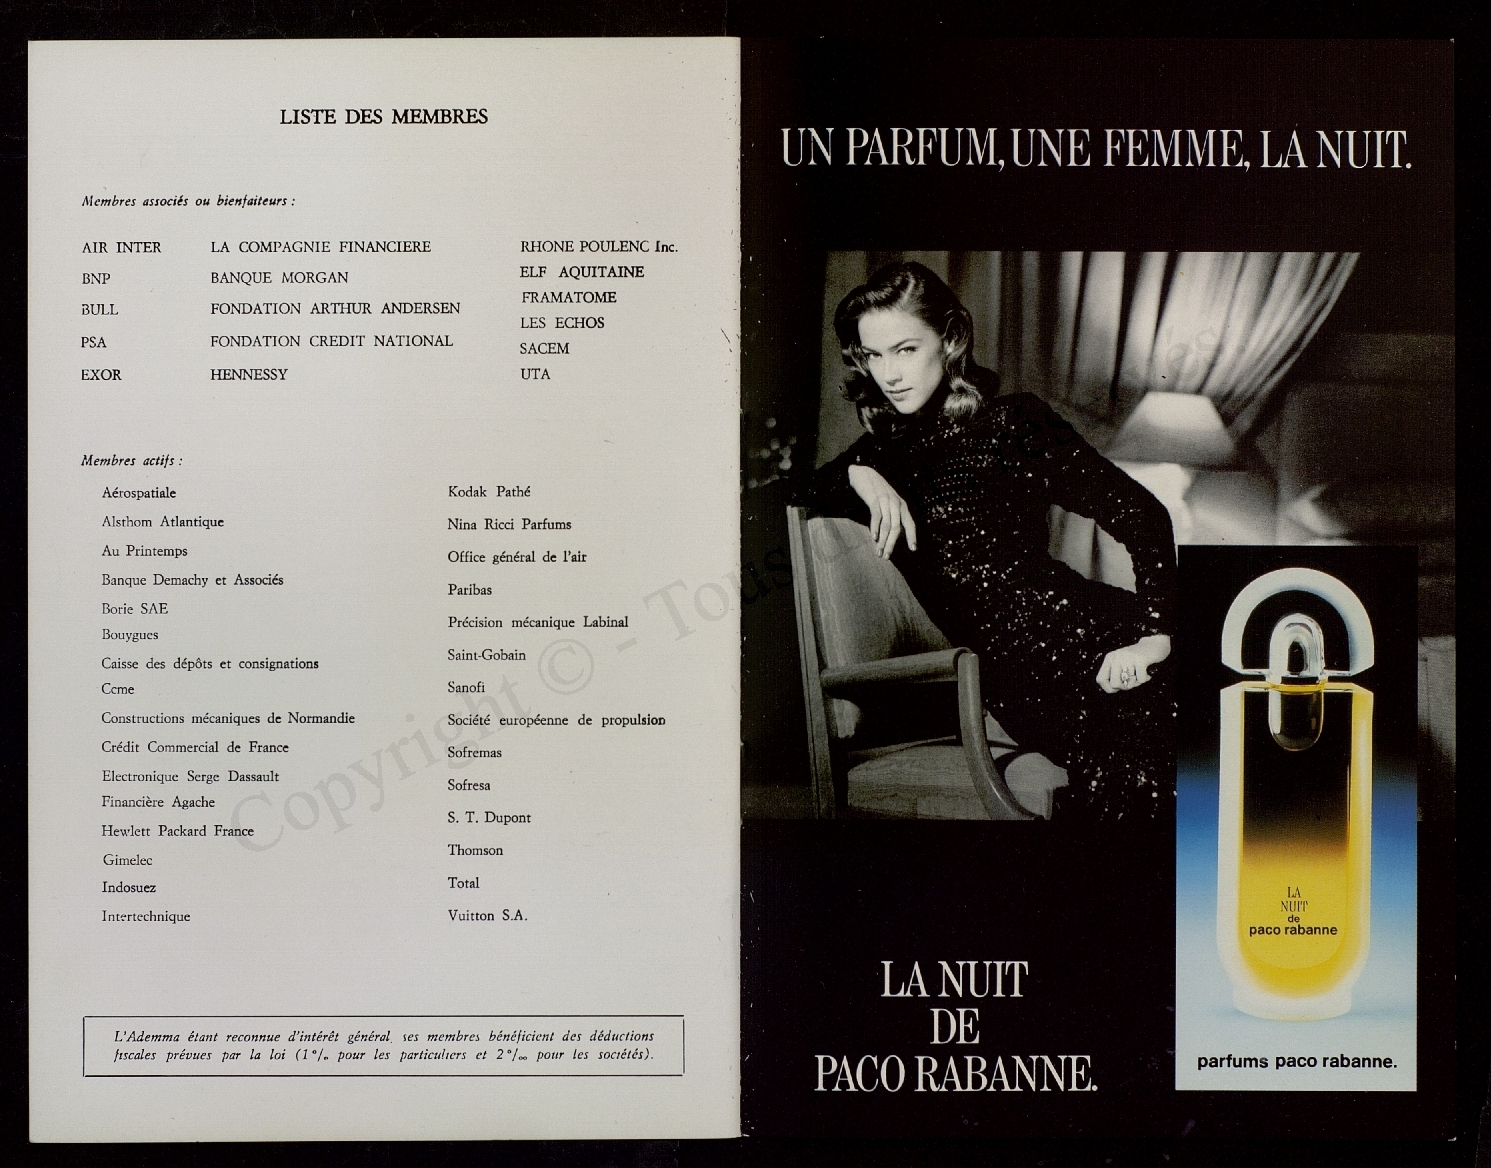 LISTE DES MEMBRES
Membres associés ou bienfaiteurs :
AIR INTER
BNP
BULL
PSA
EXOR
LA COMPAGNIE FINANCIERE
BANQUE MORGAN
FONDATION ARTHUR ANDERSEN
FONDATION CREDIT NATIONAL
HENNESSY
RHONE POULENC Inc.
ELF AQUITAINE
FRAMATOME
LES ECHOS
SACEM
UTA
Membres actifs :
Aérospatiale
Alsthom Atlantique
Au Printemps
Banque Demachy et Associés
Borie SAE
Bouygues
Caisse des dépôts et consignations
Ccme
Constructions mécaniques de Normandie
Crédit Commercial de France
Electronique Serge Dassault
Financière Agache
Hewlett Packard France
Gimelec
Indosuez
Intertechnique
Kodak Pathé
Nina Ricci Parfums
Office général de l'air
Paribas
Précision mécanique Labinal
Saint-Gobain
Sanofi
Société européenne de propulsion
Sofremas
Sofresa
S. T. Dupont
Thomson
Total
Vuitton S.A.
L'Ademma étant reconnue d'intérêt général, ses membres bénéficient des déductions
fiscales prévues par la loi (1 °/₀ pour les particuliers et 2 °/₀₀ pour les sociétés).
UN PARFUM, UNE FEMME, LA NUIT.
LA
NUIT
de
paco rabanne
LA NUIT
DE
PACO RABANNE.
parfums paco rabanne.
Copyright © - Tous